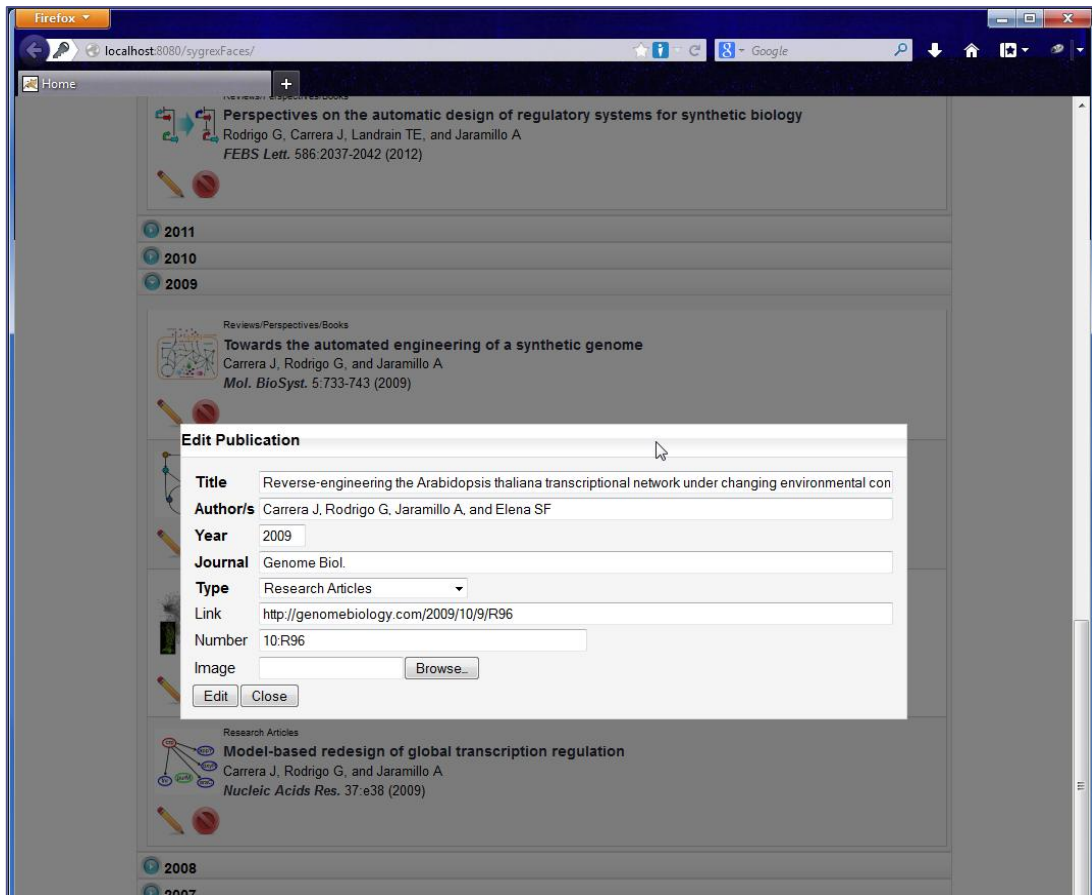 Firefox
localhost:8080/sygrexFaces/
Google
Home
Reviews/Perspectives/Books
Perspectives on the automatic design of regulatory systems for synthetic biology
Rodrigo G, Carrera J, Landrain TE, and Jaramillo A
FEBS Lett. 586:2037-2042 (2012)
2011
2010
2009
Reviews/Perspectives/Books
Towards the automated engineering of a synthetic genome
Carrera J, Rodrigo G, and Jaramillo A
Mol. BioSyst. 5:733-743 (2009)
Edit Publication
Title Reverse-engineering the Arabidopsis thaliana transcriptional network under changing environmental con
Author/s Carrera J, Rodrigo G, Jaramillo A, and Elena SF
Year 2009
Journal Genome Biol.
Type Research Articles
Link http://genomebiology.com/2009/10/9/R96
Number 10:R96
Image Browse...
Edit Close
Research Articles
Model-based redesign of global transcription regulation
Carrera J, Rodrigo G, and Jaramillo A
Nucleic Acids Res. 37:e38 (2009)
2008
2007